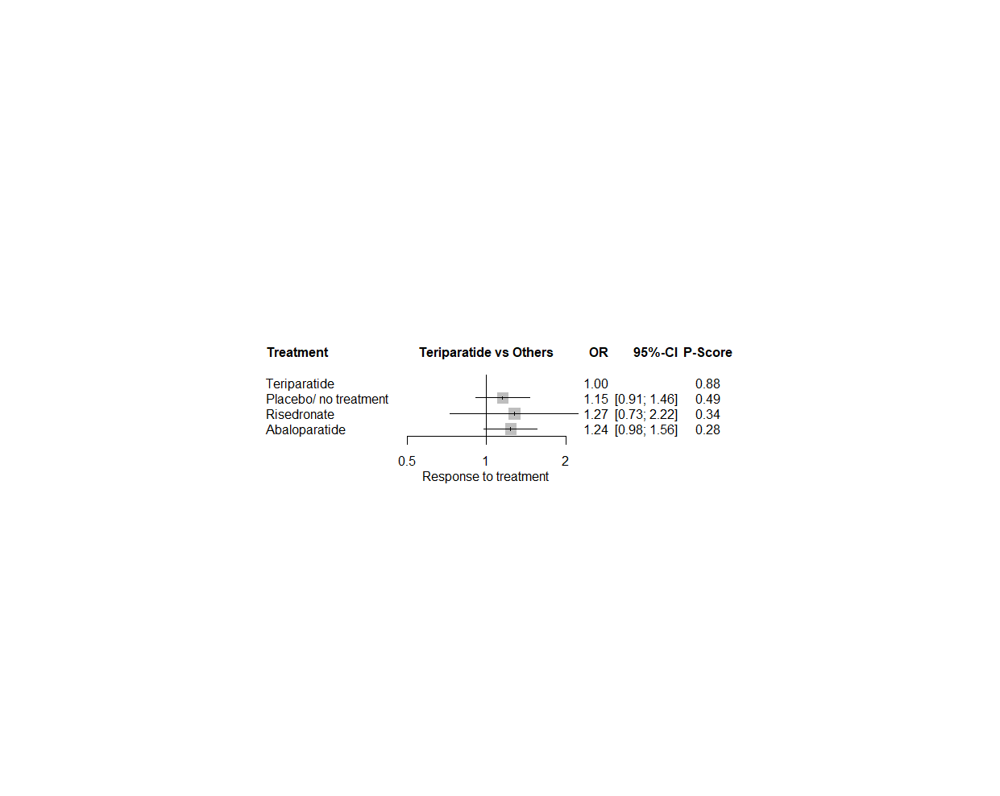 Treatment Teriparatide vs Others OR 95%-CI P-Score
Teriparatide 1.00 0.88
Placebo/ no treatment 1.15 [0.91; 1.46] 0.49
Risedronate 1.27 [0.73; 2.22] 0.34
Abaloparatide 1.24 [0.98; 1.56] 0.28
0.5 1 2
Response to treatment